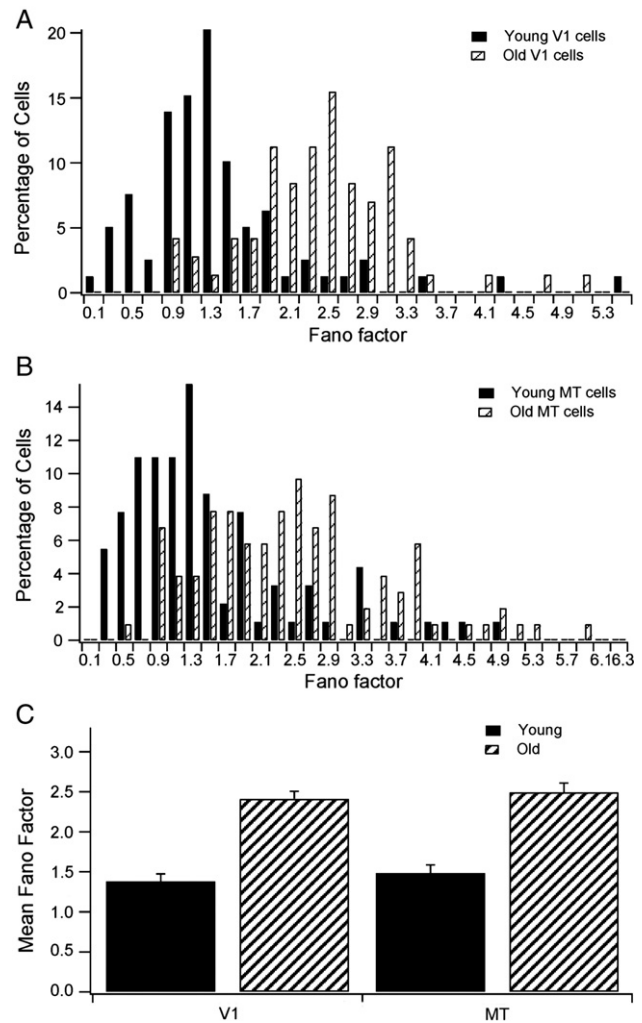 A
Young V1 cells
Old V1 cells
Percentage of Cells
20
15
10
5
0
0.1 0.5 0.9 1.3 1.7 2.1 2.5 2.9 3.3 3.7 4.1 4.5 4.9 5.3
Fano factor
B
Young MT cells
Old MT cells
Percentage of Cells
14
12
10
8
6
4
2
0
0.1 0.5 0.9 1.3 1.7 2.1 2.5 2.9 3.3 3.7 4.1 4.5 4.9 5.3 5.7 6.1 6.3
Fano factor
C
Young
Old
Mean Fano Factor
3.0
2.5
2.0
1.5
1.0
0.5
0.0
V1 MT